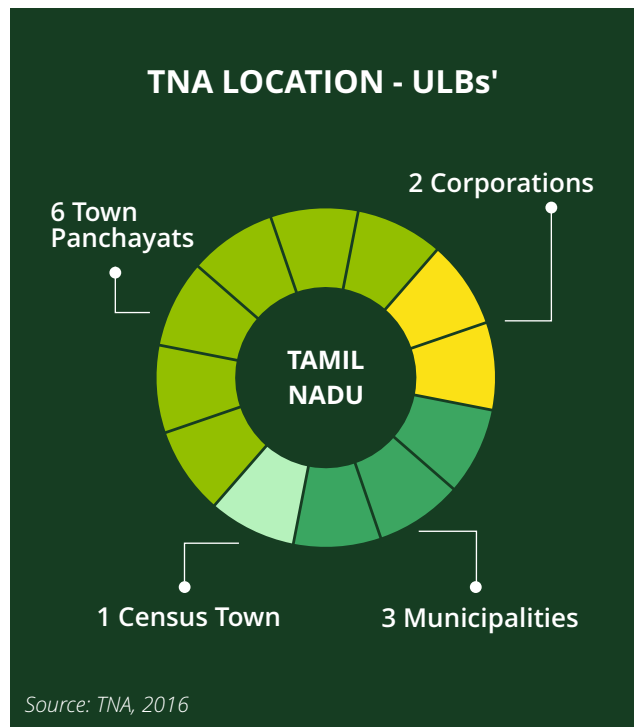 TNA LOCATION - ULBs'
2 Corporations
6 Town
Panchayats
TAMIL
NADU
1 Census Town
3 Municipalities
Source: TNA, 2016